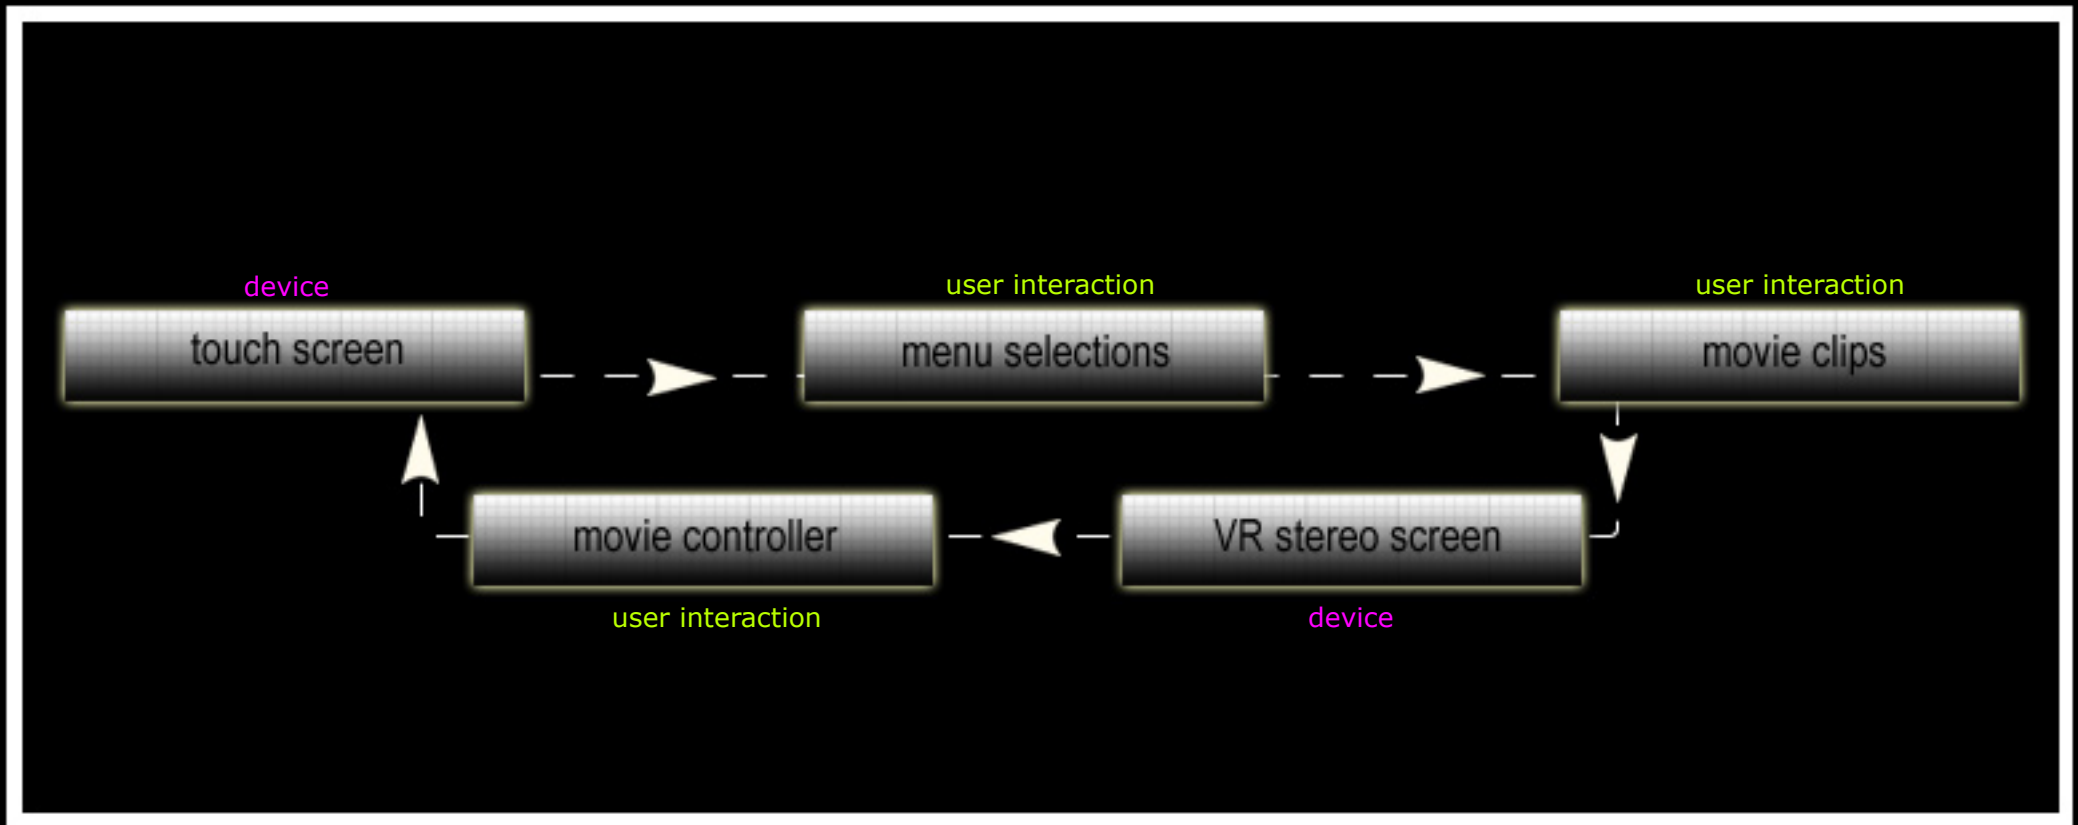 device
touch screen
user interaction
menu selections
user interaction
movie clips
movie controller
user interaction
VR stereo screen
device